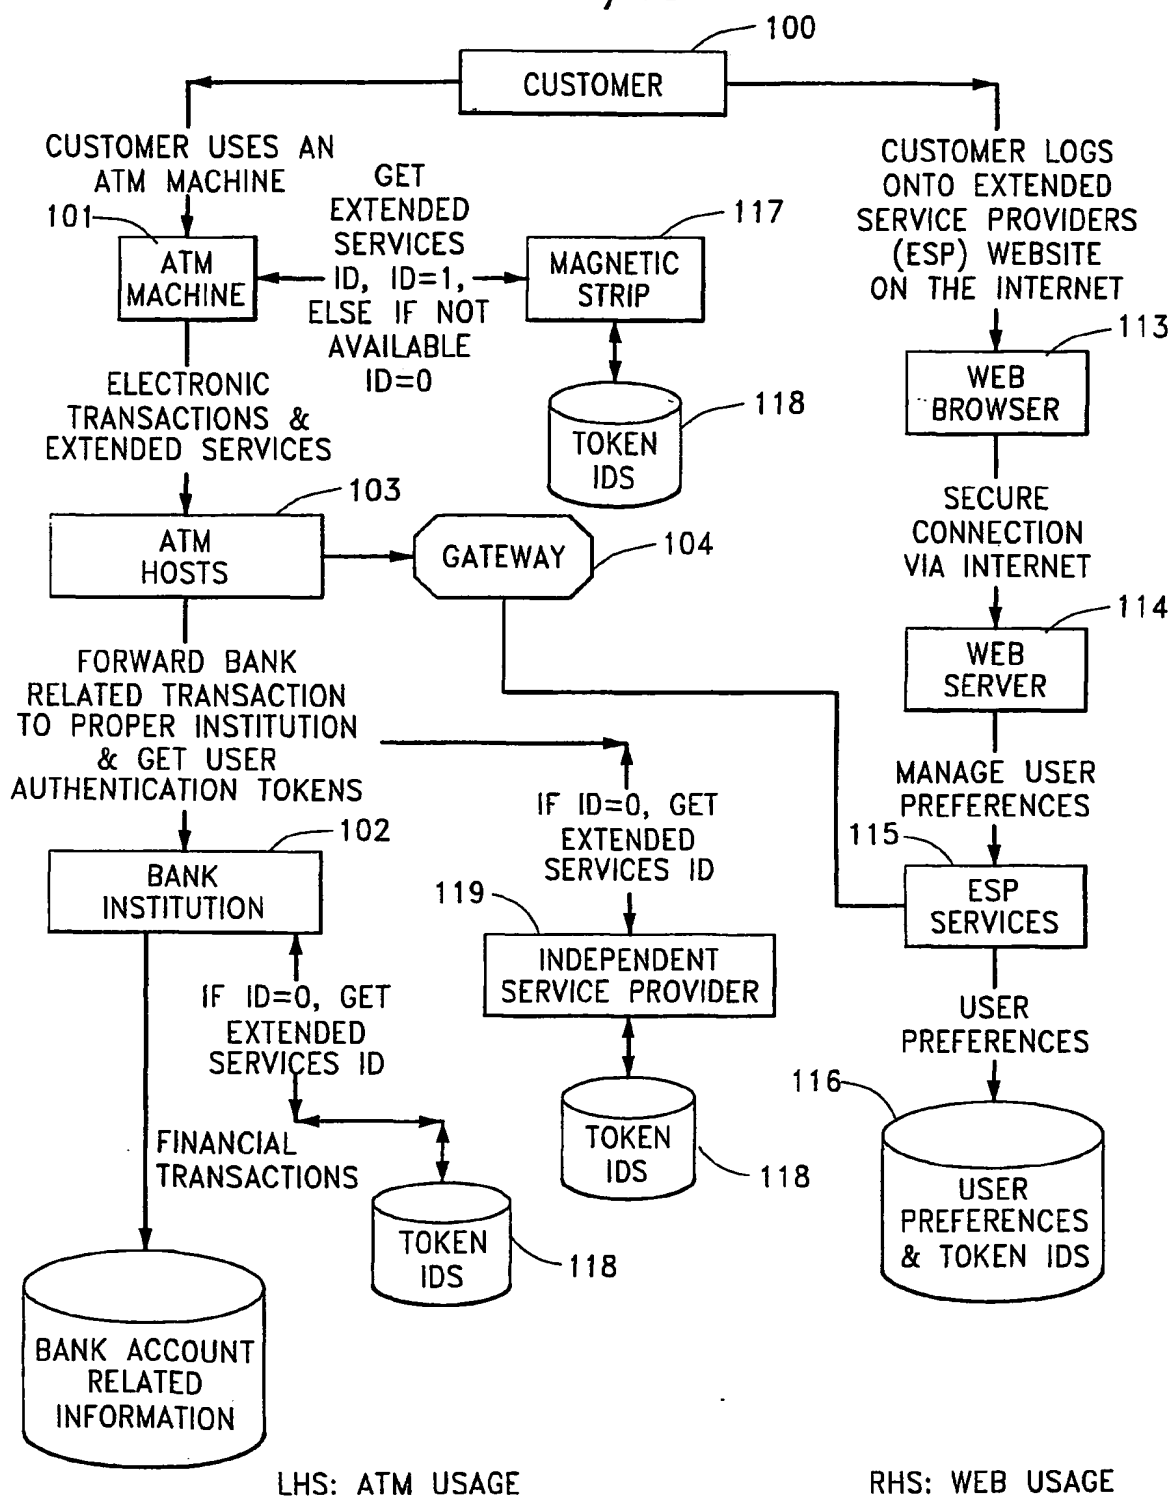 100
CUSTOMER
CUSTOMER USES AN
ATM MACHINE
101
ATM
MACHINE
GET
EXTENDED
SERVICES
ID, ID=1,
ELSE IF NOT
AVAILABLE
ID=0
117
MAGNETIC
STRIP
118
TOKEN
IDS
CUSTOMER LOGS
ONTO EXTENDED
SERVICE PROVIDERS
(ESP) WEBSITE
ON THE INTERNET
113
WEB
BROWSER
ELECTRONIC
TRANSACTIONS &
EXTENDED SERVICES
103
ATM
HOSTS
GATEWAY
104
SECURE
CONNECTION
VIA INTERNET
114
WEB
SERVER
FORWARD BANK
RELATED TRANSACTION
TO PROPER INSTITUTION
& GET USER
AUTHENTICATION TOKENS
MANAGE USER
PREFERENCES
102
BANK
INSTITUTION
IF ID=0, GET
EXTENDED
SERVICES ID
119
INDEPENDENT
SERVICE PROVIDER
115
ESP
SERVICES
IF ID=0, GET
EXTENDED
SERVICES ID
USER
PREFERENCES
116
FINANCIAL
TRANSACTIONS
TOKEN
IDS
118
TOKEN
IDS
118
USER
PREFERENCES
& TOKEN IDS
BANK ACCOUNT
RELATED
INFORMATION
LHS: ATM USAGE
RHS: WEB USAGE